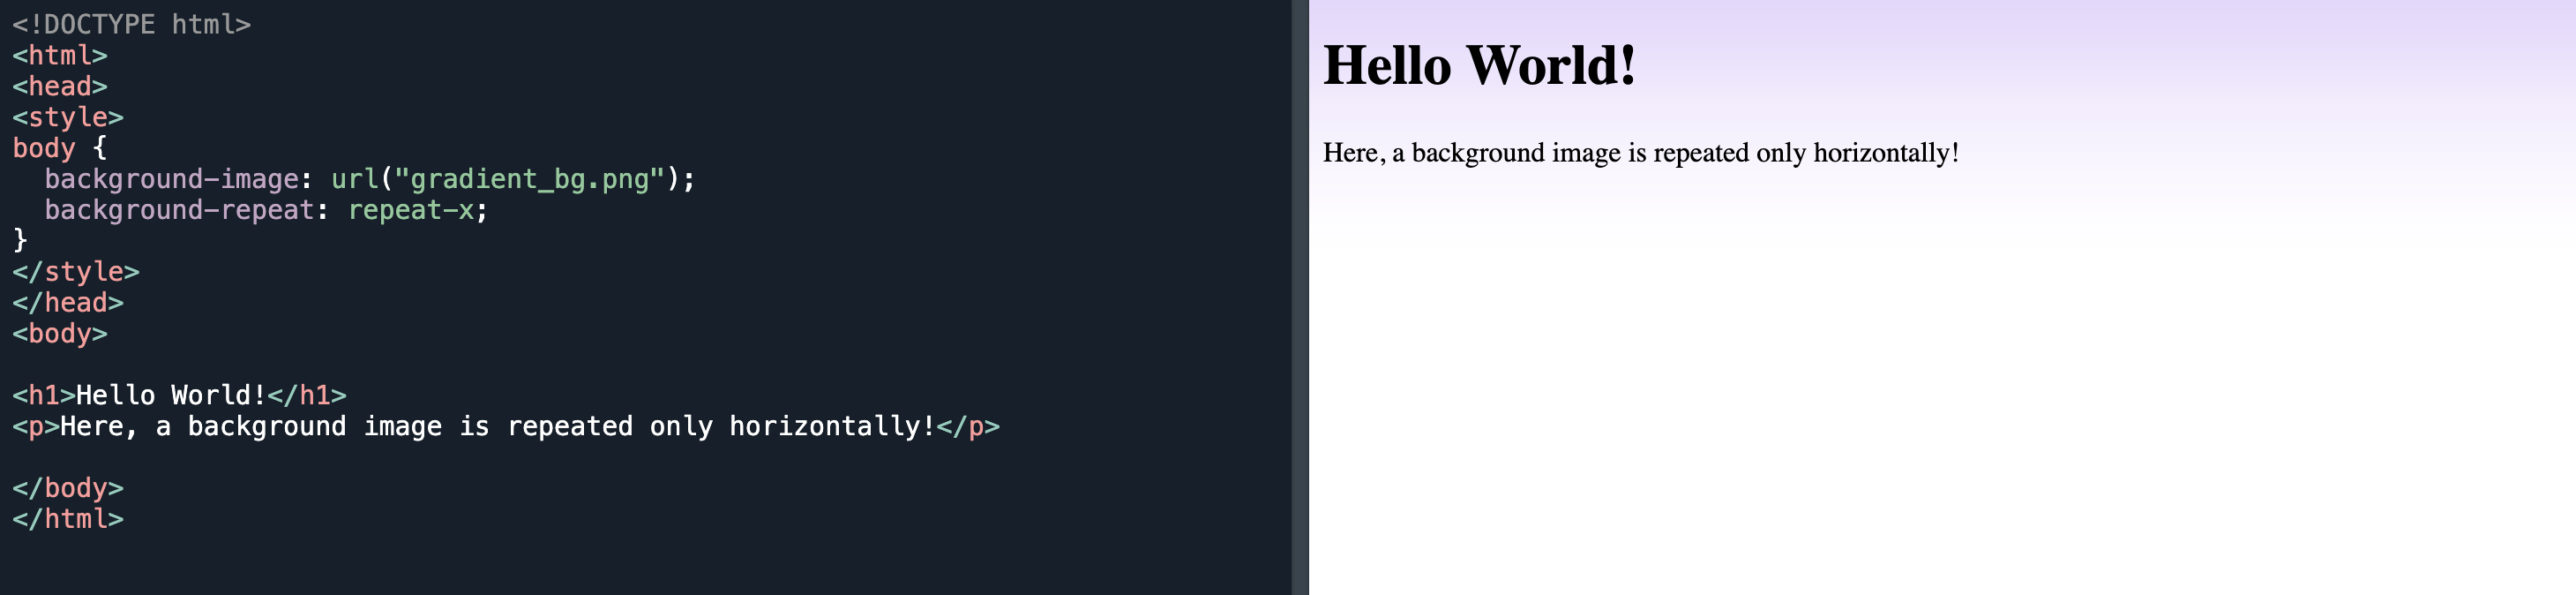 <!DOCTYPE html>
<html>
<head>
<style>
body {
  background-image: url("gradient_bg.png");
  background-repeat: repeat-x;
}
</style>
</head>
<body>

<h1>Hello World!</h1>
<p>Here, a background image is repeated only horizontally!</p>

</body>
</html>
Hello World!
Here, a background image is repeated only horizontally!